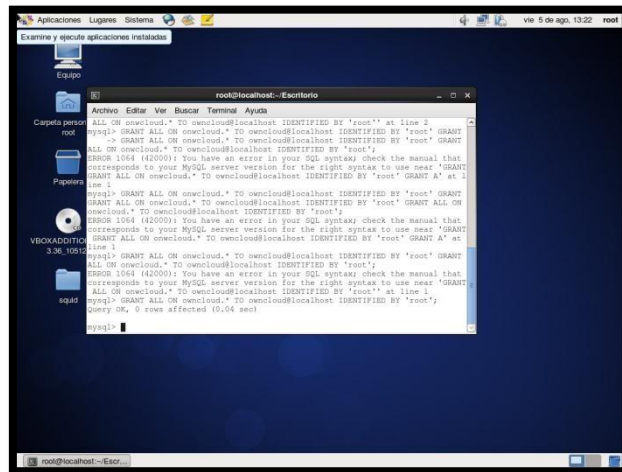 Aplicaciones Lugares Sistema
vie 5 de ago, 13:22 root
Examine y ejecute aplicaciones instaladas
Equipo
Carpeta person
root
Papelera
VBOXADDITIO
3.36_10512
squid
root@localhost:~/Escritorio
Archivo Editar Ver Buscar Terminal Ayuda
ALL ON onwcloud.* TO owncloud@localhost IDENTIFIED BY 'root'' at line 2
mysql> GRANT ALL ON onwcloud.* TO owncloud@localhost IDENTIFIED BY 'root' GRANT
-> GRANT ALL ON onwcloud.* TO owncloud@localhost IDENTIFIED BY 'root' GRANT
ALL ON onwcloud.* TO owncloud@localhost IDENTIFIED BY 'root';
ERROR 1064 (42000): You have an error in your SQL syntax; check the manual that
corresponds to your MySQL server version for the right syntax to use near 'GRANT
GRANT ALL ON onwcloud.* TO owncloud@localhost IDENTIFIED BY 'root' GRANT A' at l
ine 1
mysql> GRANT ALL ON onwcloud.* TO owncloud@localhost IDENTIFIED BY 'root' GRANT
GRANT ALL ON onwcloud.* TO owncloud@localhost IDENTIFIED BY 'root' GRANT ALL ON
onwcloud.* TO owncloud@localhost IDENTIFIED BY 'root';
ERROR 1064 (42000): You have an error in your SQL syntax; check the manual that
corresponds to your MySQL server version for the right syntax to use near 'GRANT
GRANT ALL ON onwcloud.* TO owncloud@localhost IDENTIFIED BY 'root' GRANT A' at
line 1
mysql> GRANT ALL ON onwcloud.* TO owncloud@localhost IDENTIFIED BY 'root' GRANT
ALL ON onwcloud.* TO owncloud@localhost IDENTIFIED BY 'root';
ERROR 1064 (42000): You have an error in your SQL syntax; check the manual that
corresponds to your MySQL server version for the right syntax to use near 'GRANT
ALL ON onwcloud.* TO owncloud@localhost IDENTIFIED BY 'root'' at line 1
mysql> GRANT ALL ON onwcloud.* TO owncloud@localhost IDENTIFIED BY 'root';
Query OK, 0 rows affected (0.04 sec)
mysql>
root@localhost:~/Escr...